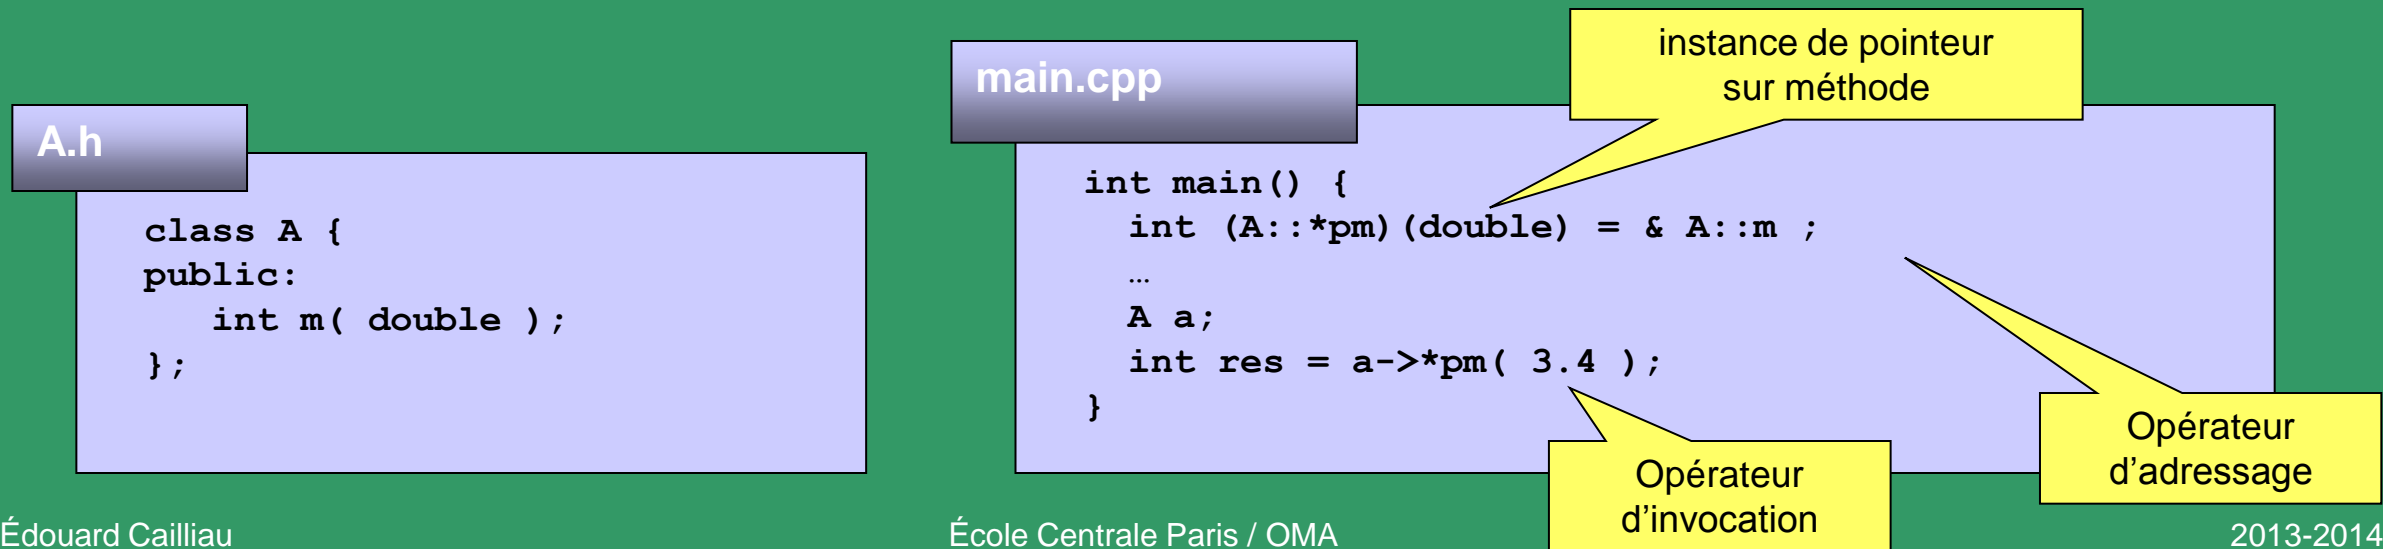 A.h
class A {
public:
int m( double );
};
main.cpp
int main() {
int (A::*pm)(double) = & A::m ;
…
A a;
int res = a->*pm( 3.4 );
}
instance de pointeur
sur méthode
Opérateur
d’adressage
Opérateur
d’invocation
Édouard Cailliau
École Centrale Paris / OMA
2013-2014